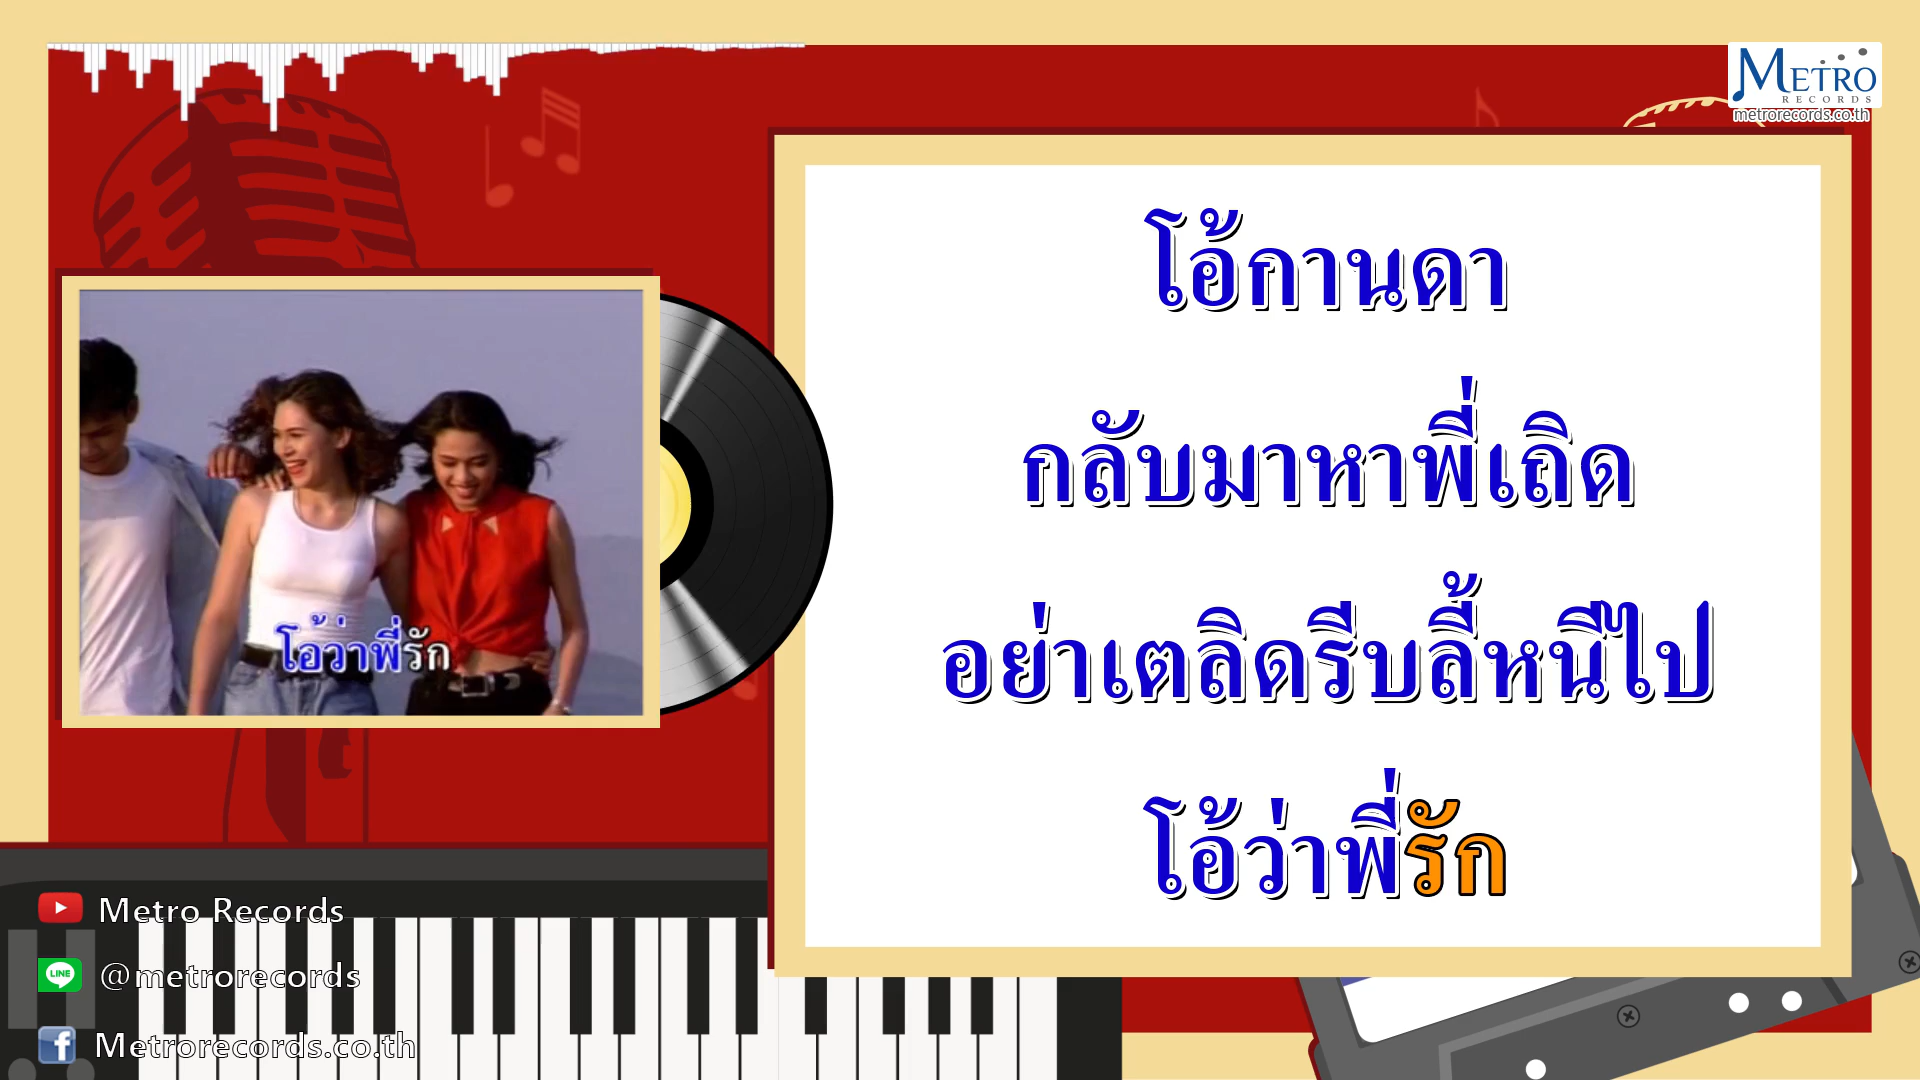 METRO
RECORDS
metrorecords.co.th
โอ้กานดา
กลับมาหาพี่เถิด
อย่าเตลิดรีบลี้หนีไป
โอ้ว่าพี่รัก
โอ้ว่าพี่รัก
Metro Records
LINE
@metrorecords
f
Metrorecords.co.th